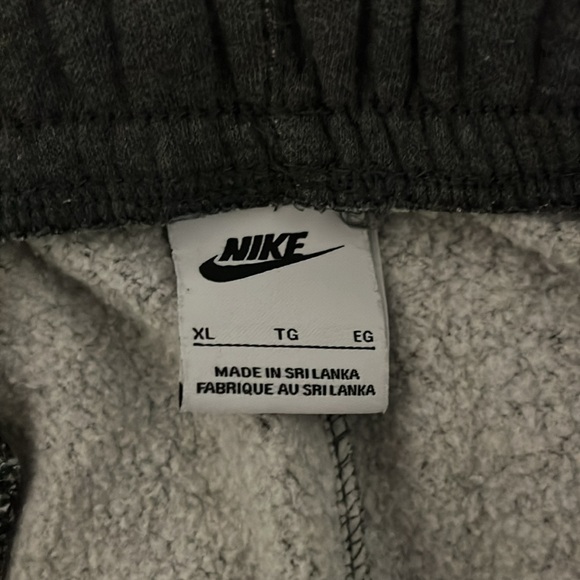 NIKE
XL TG EG
MADE IN SRI LANKA
FABRIQUE AU SRI LANKA